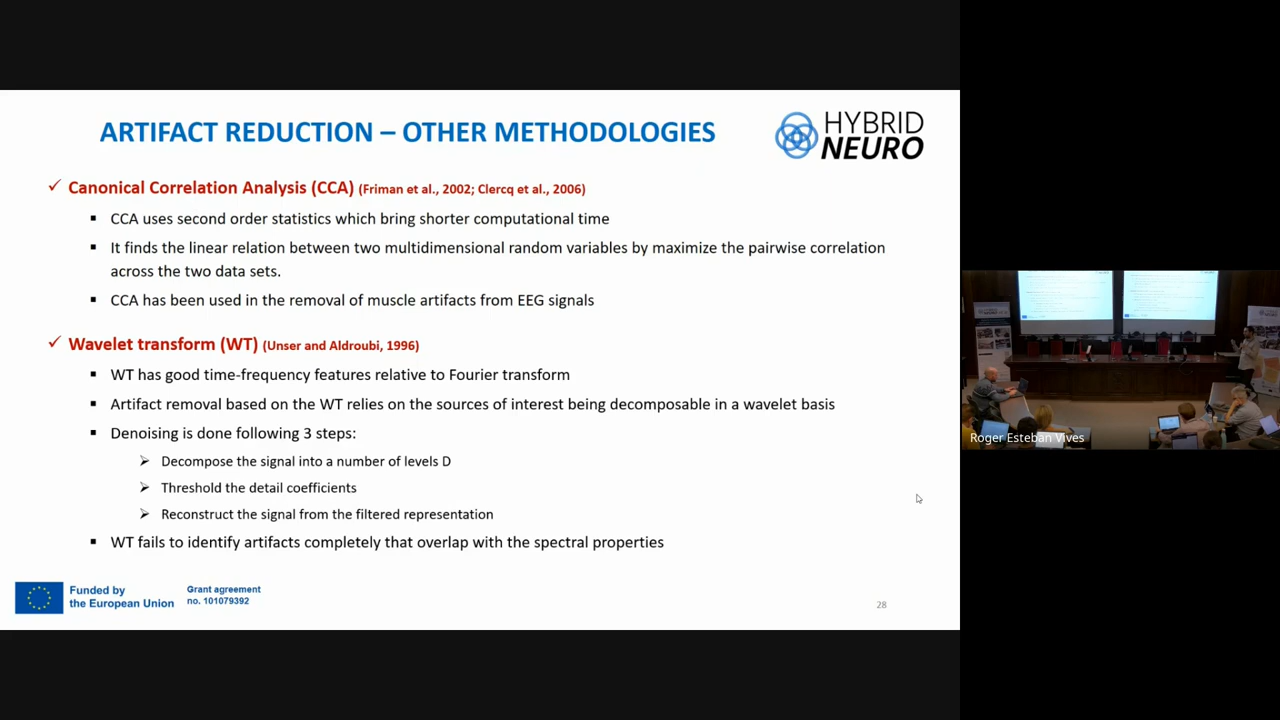 ARTIFACT REDUCTION – OTHER METHODOLOGIES
HYBRID
NEURO
✓ Canonical Correlation Analysis (CCA) (Friman et al., 2002; Clercq et al., 2006)
▪ CCA uses second order statistics which bring shorter computational time
▪ It finds the linear relation between two multidimensional random variables by maximize the pairwise correlation
across the two data sets.
▪ CCA has been used in the removal of muscle artifacts from EEG signals
✓ Wavelet transform (WT) (Unser and Aldroubi, 1996)
▪ WT has good time-frequency features relative to Fourier transform
▪ Artifact removal based on the WT relies on the sources of interest being decomposable in a wavelet basis
▪ Denoising is done following 3 steps:
➢ Decompose the signal into a number of levels D
➢ Threshold the detail coefficients
➢ Reconstruct the signal from the filtered representation
▪ WT fails to identify artifacts completely that overlap with the spectral properties
Funded by
the European Union
Grant agreement
no. 101079392
28
Roger Esteban Vives